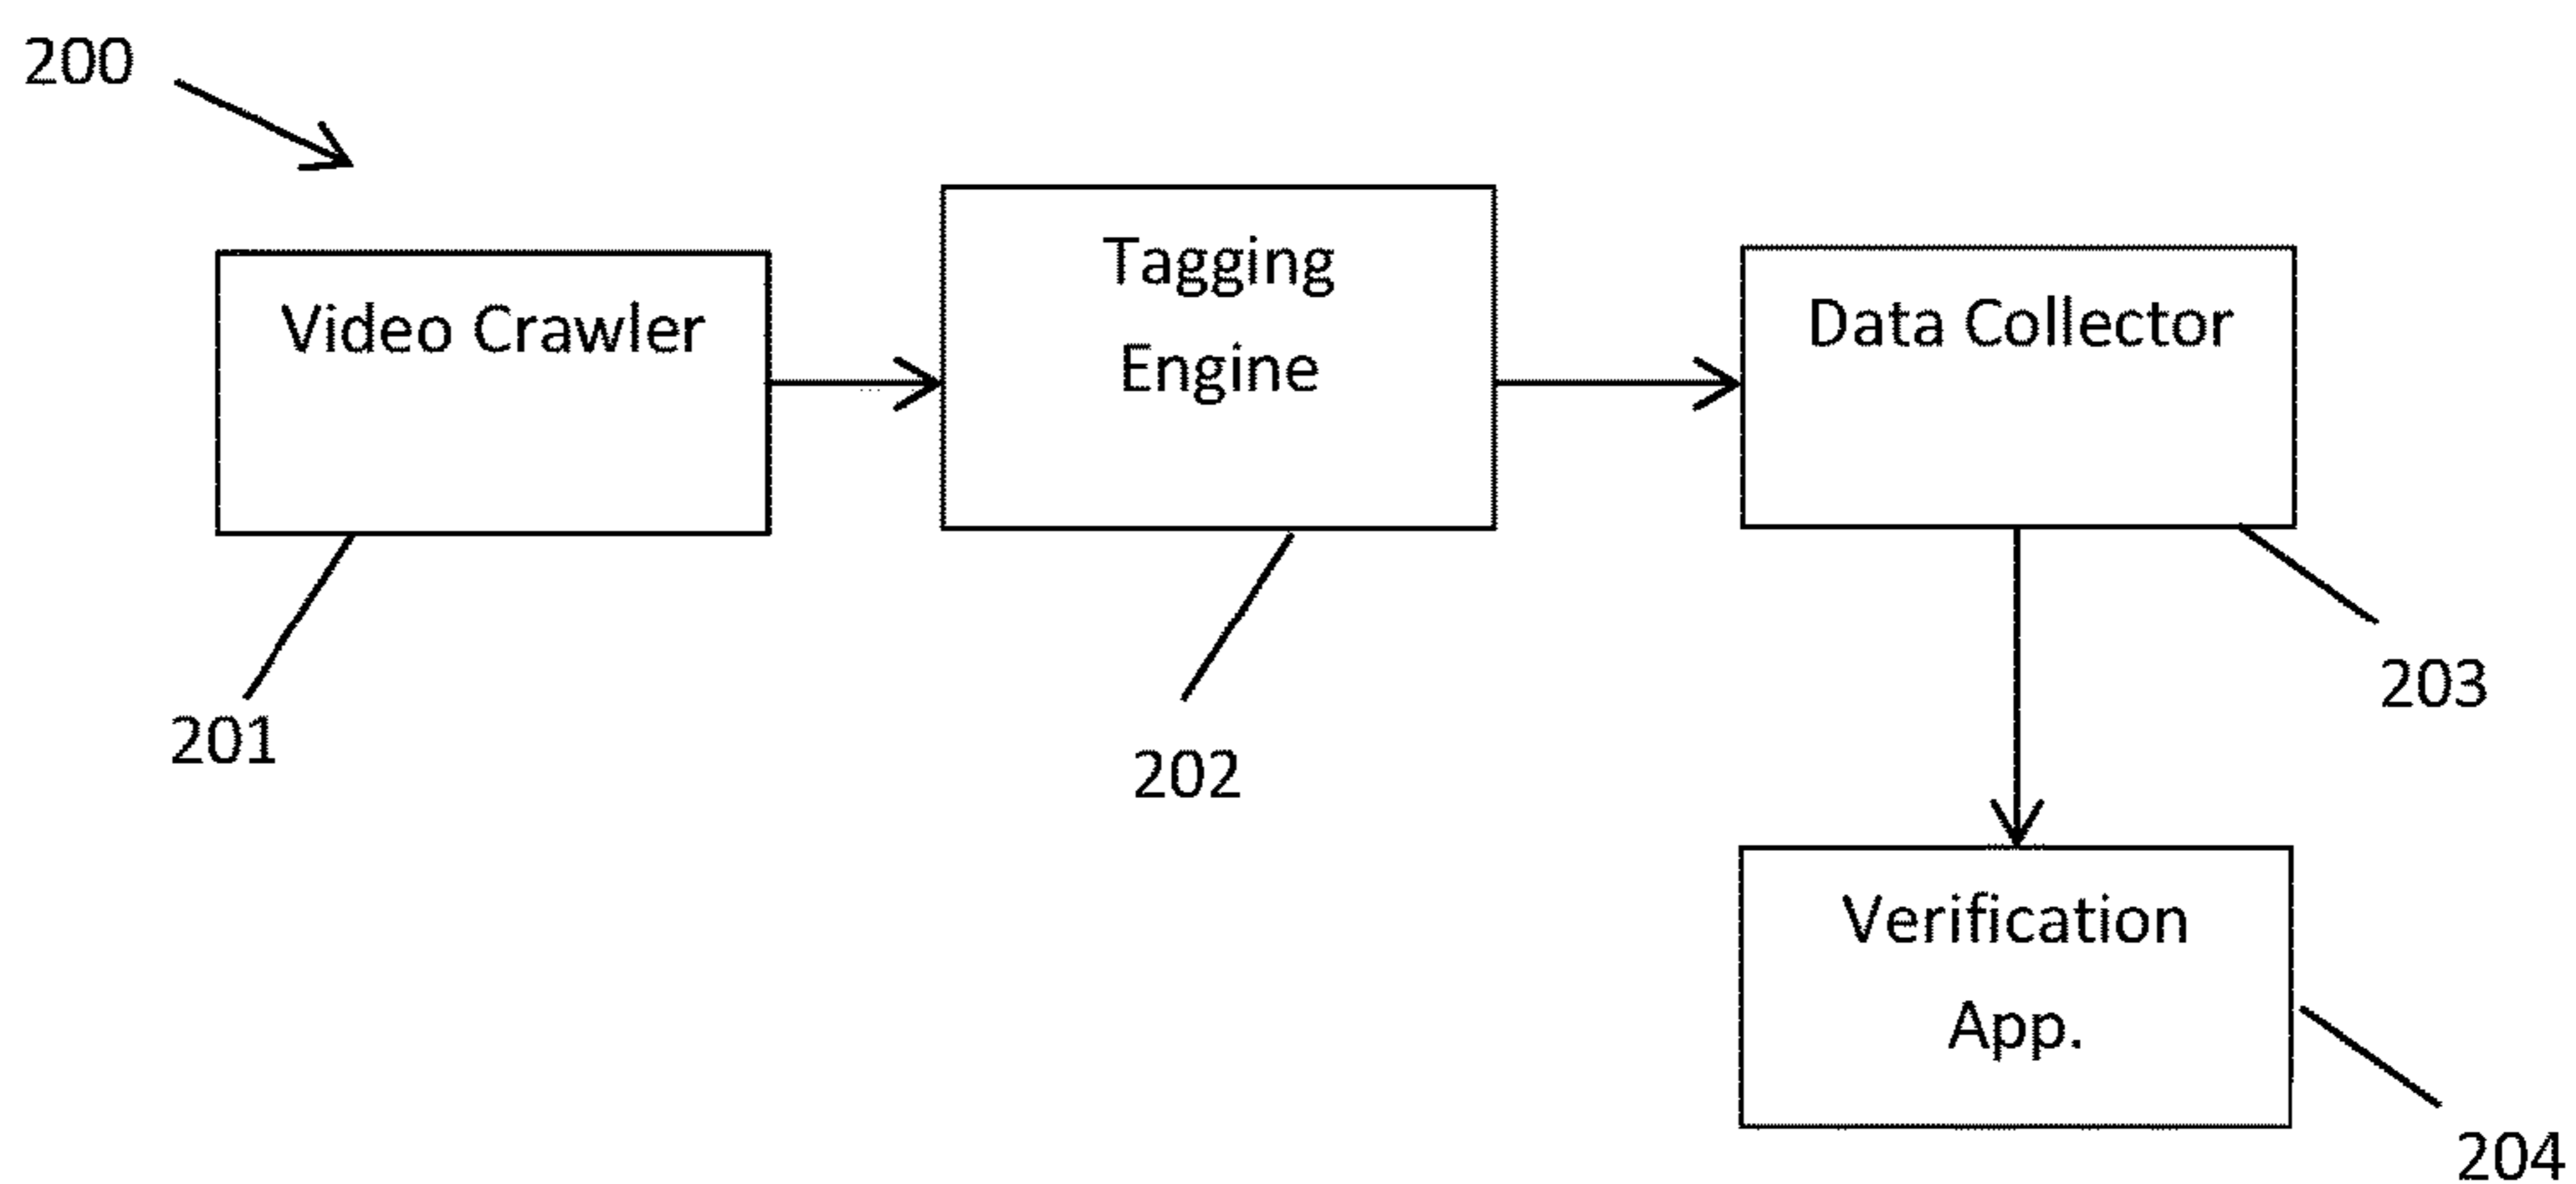 200
Video Crawler
Tagging
Engine
Data Collector
201
202
203
Verification
App.
204